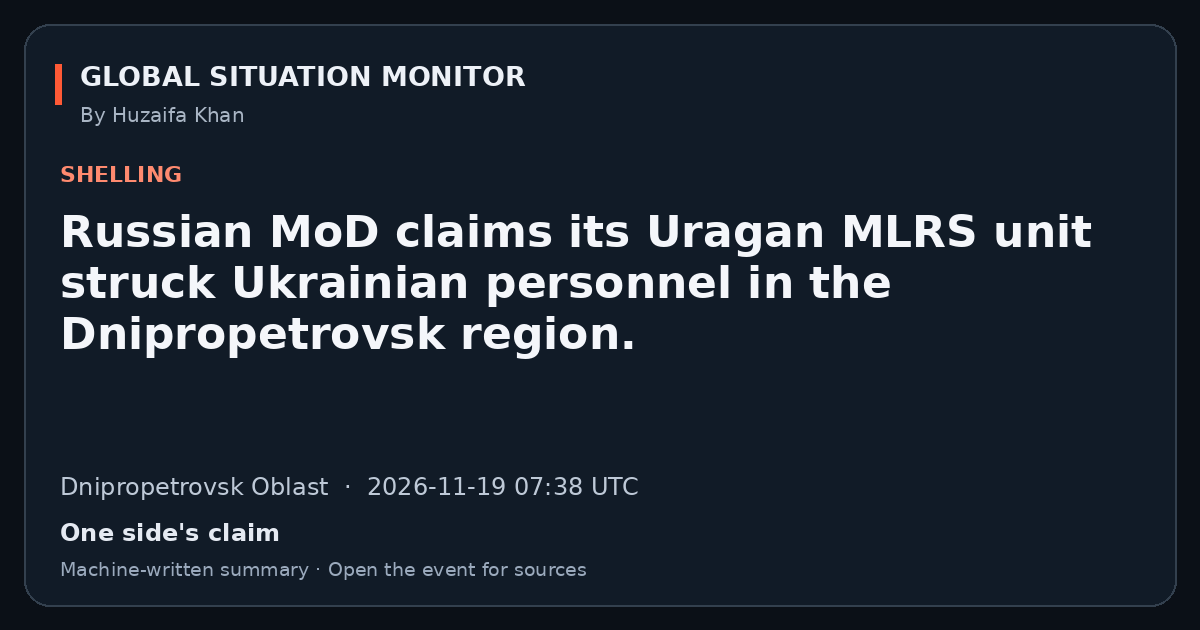 GLOBAL SITUATION MONITOR
By Huzaifa Khan
SHELLING
Russian MoD claims its Uragan MLRS unit
struck Ukrainian personnel in the
Dnipropetrovsk region.
Dnipropetrovsk Oblast · 2026-11-19 07:38 UTC
One side's claim
Machine-written summary · Open the event for sources